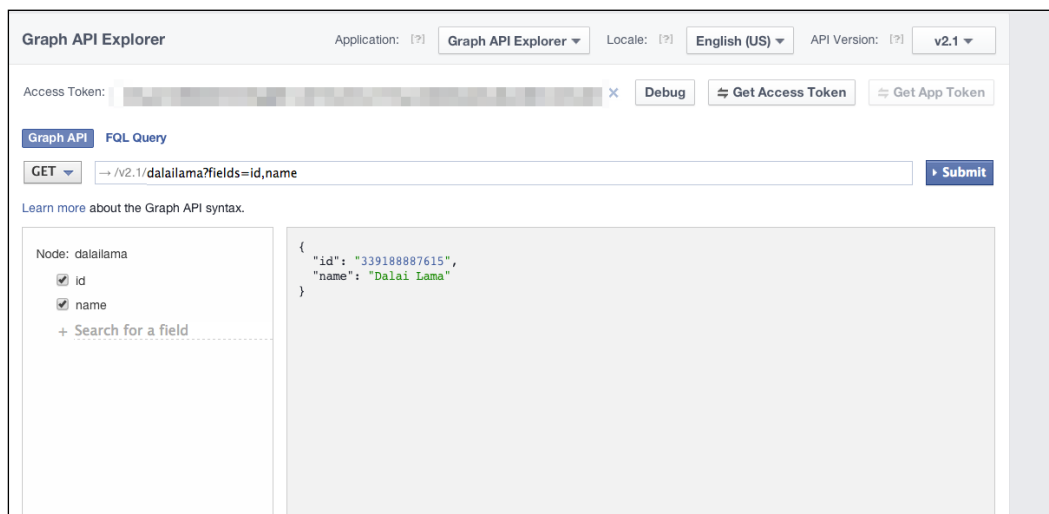 Graph API Explorer Application: [?] Graph API Explorer Locale: [?] English (US) API Version: [?] v2.1
Access Token: × Debug Get Access Token Get App Token
Graph API FQL Query
GET → /v2.1/dalailama?fields=id,name Submit
Learn more about the Graph API syntax.
Node: dalailama
id
name
+ Search for a field
{
"id": "339188887615",
"name": "Dalai Lama"
}